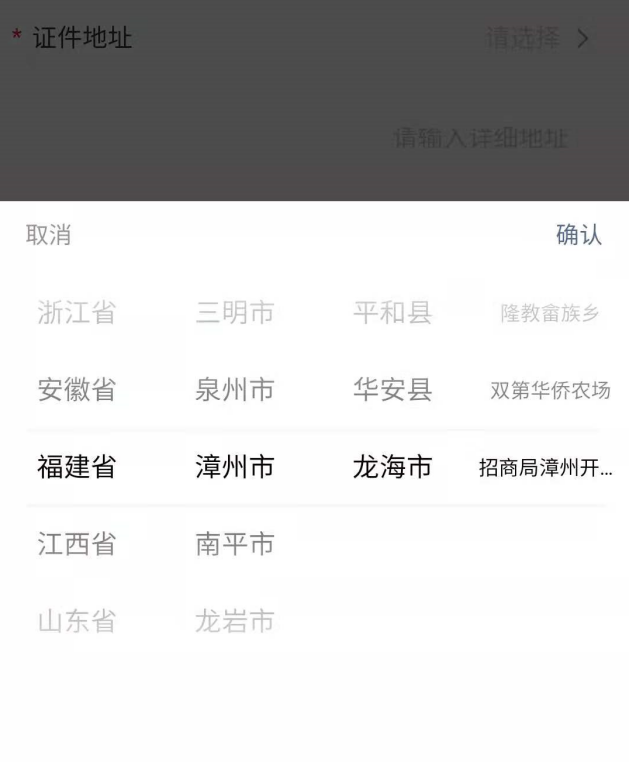 * 证件地址 请选择
请输入详细地址
取消 确认
浙江省 三明市 平和县 隆教畲族乡
安徽省 泉州市 华安县 双第华侨农场
福建省 漳州市 龙海市 招商局漳州开...
江西省 南平市
山东省 龙岩市